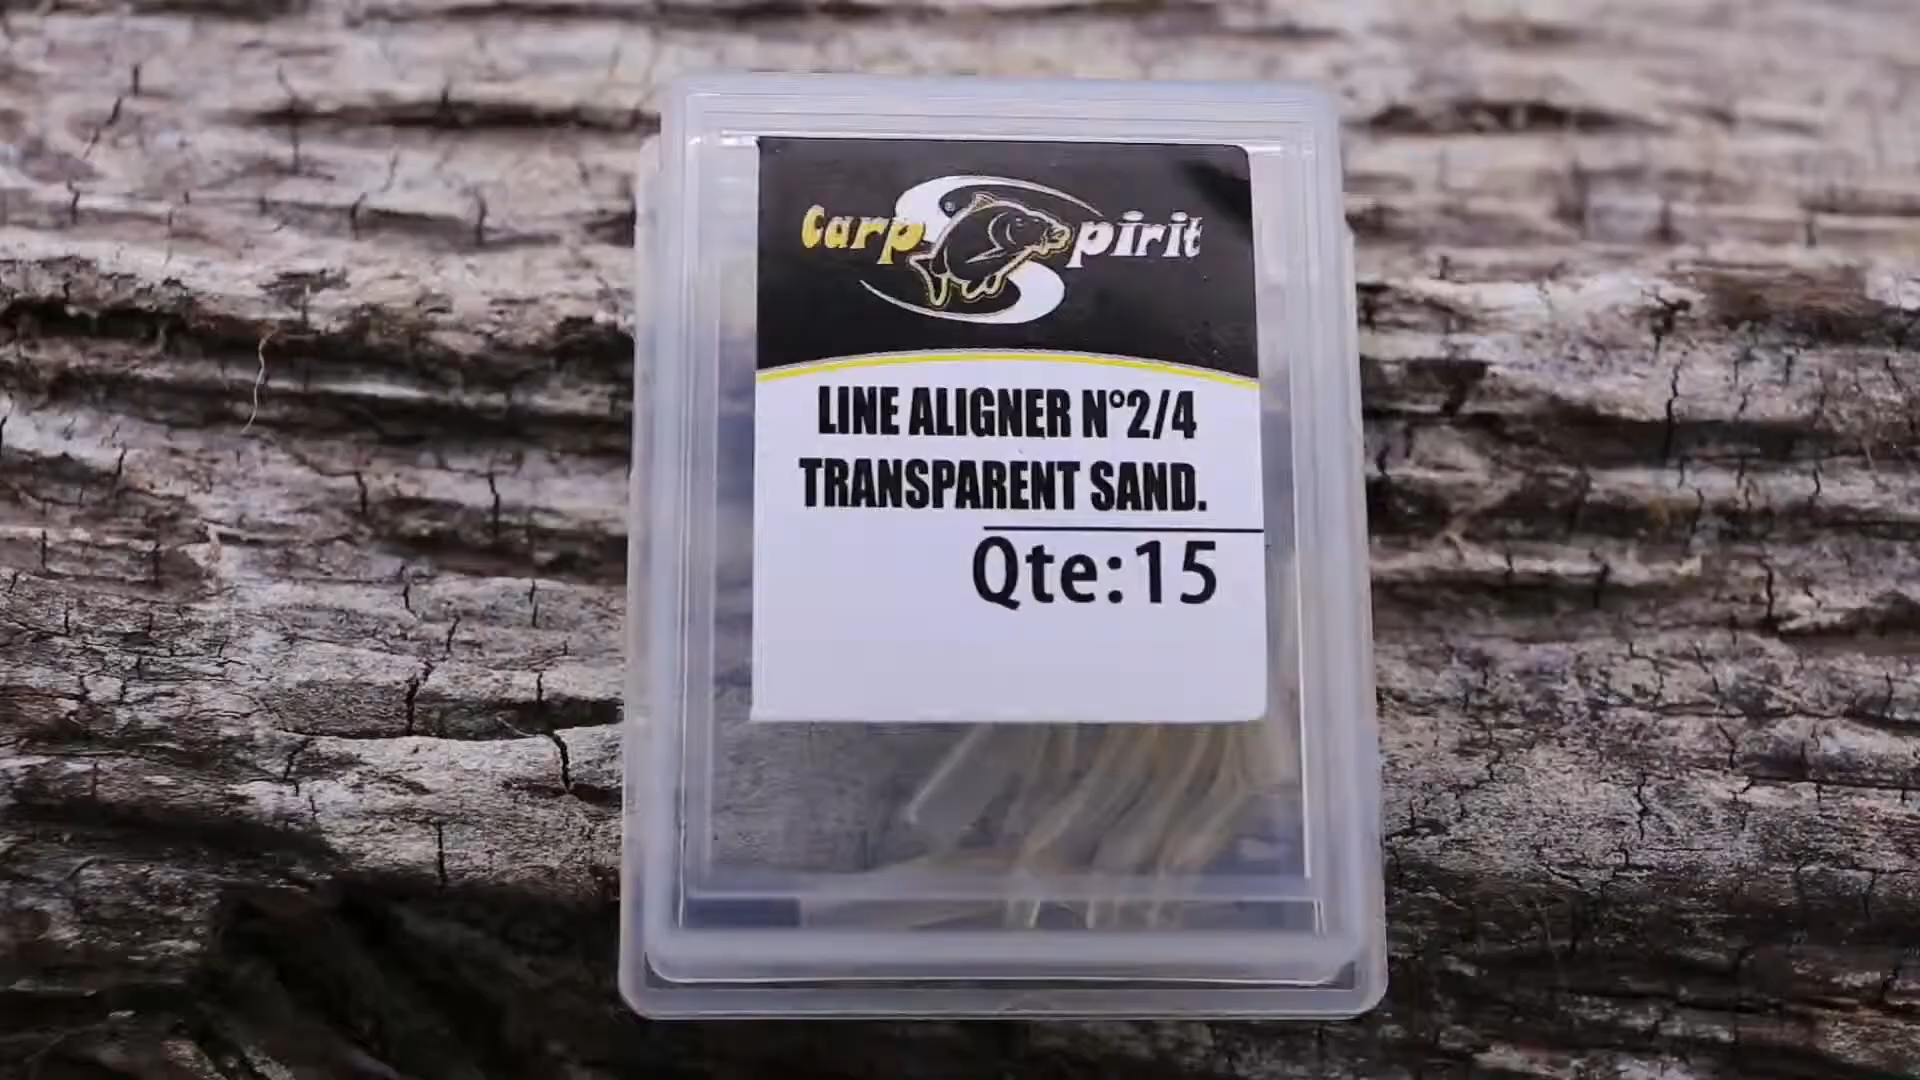 Carp Spirit
LINE ALIGNER N°2/4
TRANSPARENT SAND.
Qte:15